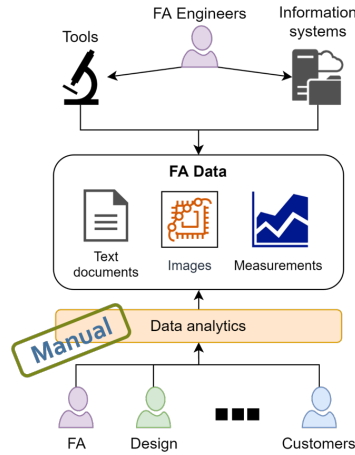 FA Engineers
Information
systems
Tools
FA Data
Text
documents
Images
Measurements
Manual
Data analytics
FA
Design
Customers